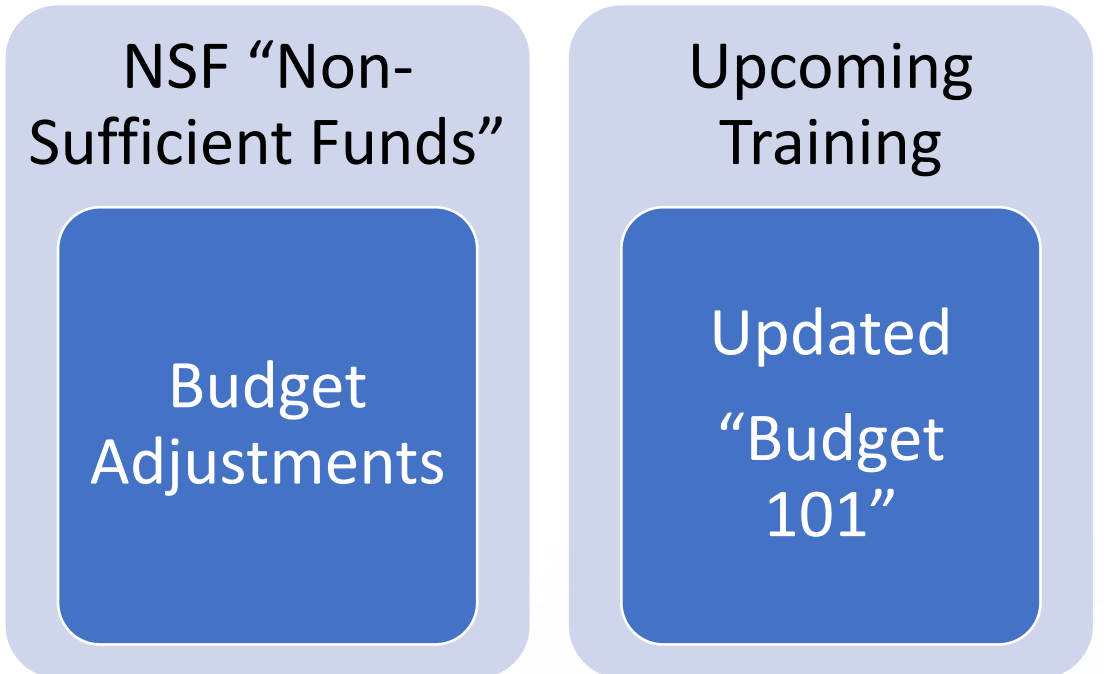 NSF “Non-
Sufficient Funds”
Budget
Adjustments
Upcoming
Training
Updated
“Budget
101”